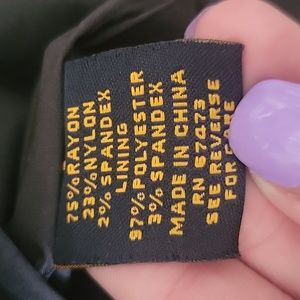 75%RAYON
23%NYLON
2% SPANDEX
LINING
97% POLYESTER
3% SPANDEX
MADE IN CHINA
RN 67473
SEE REVERSE
FOR CARE